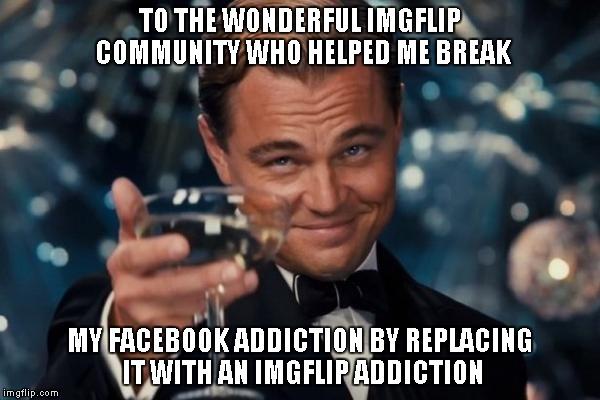 TO THE WONDERFUL IMGFLIP
COMMUNITY WHO HELPED ME BREAK
MY FACEBOOK ADDICTION BY REPLACING
IT WITH AN IMGFLIP ADDICTION
imgflip.com